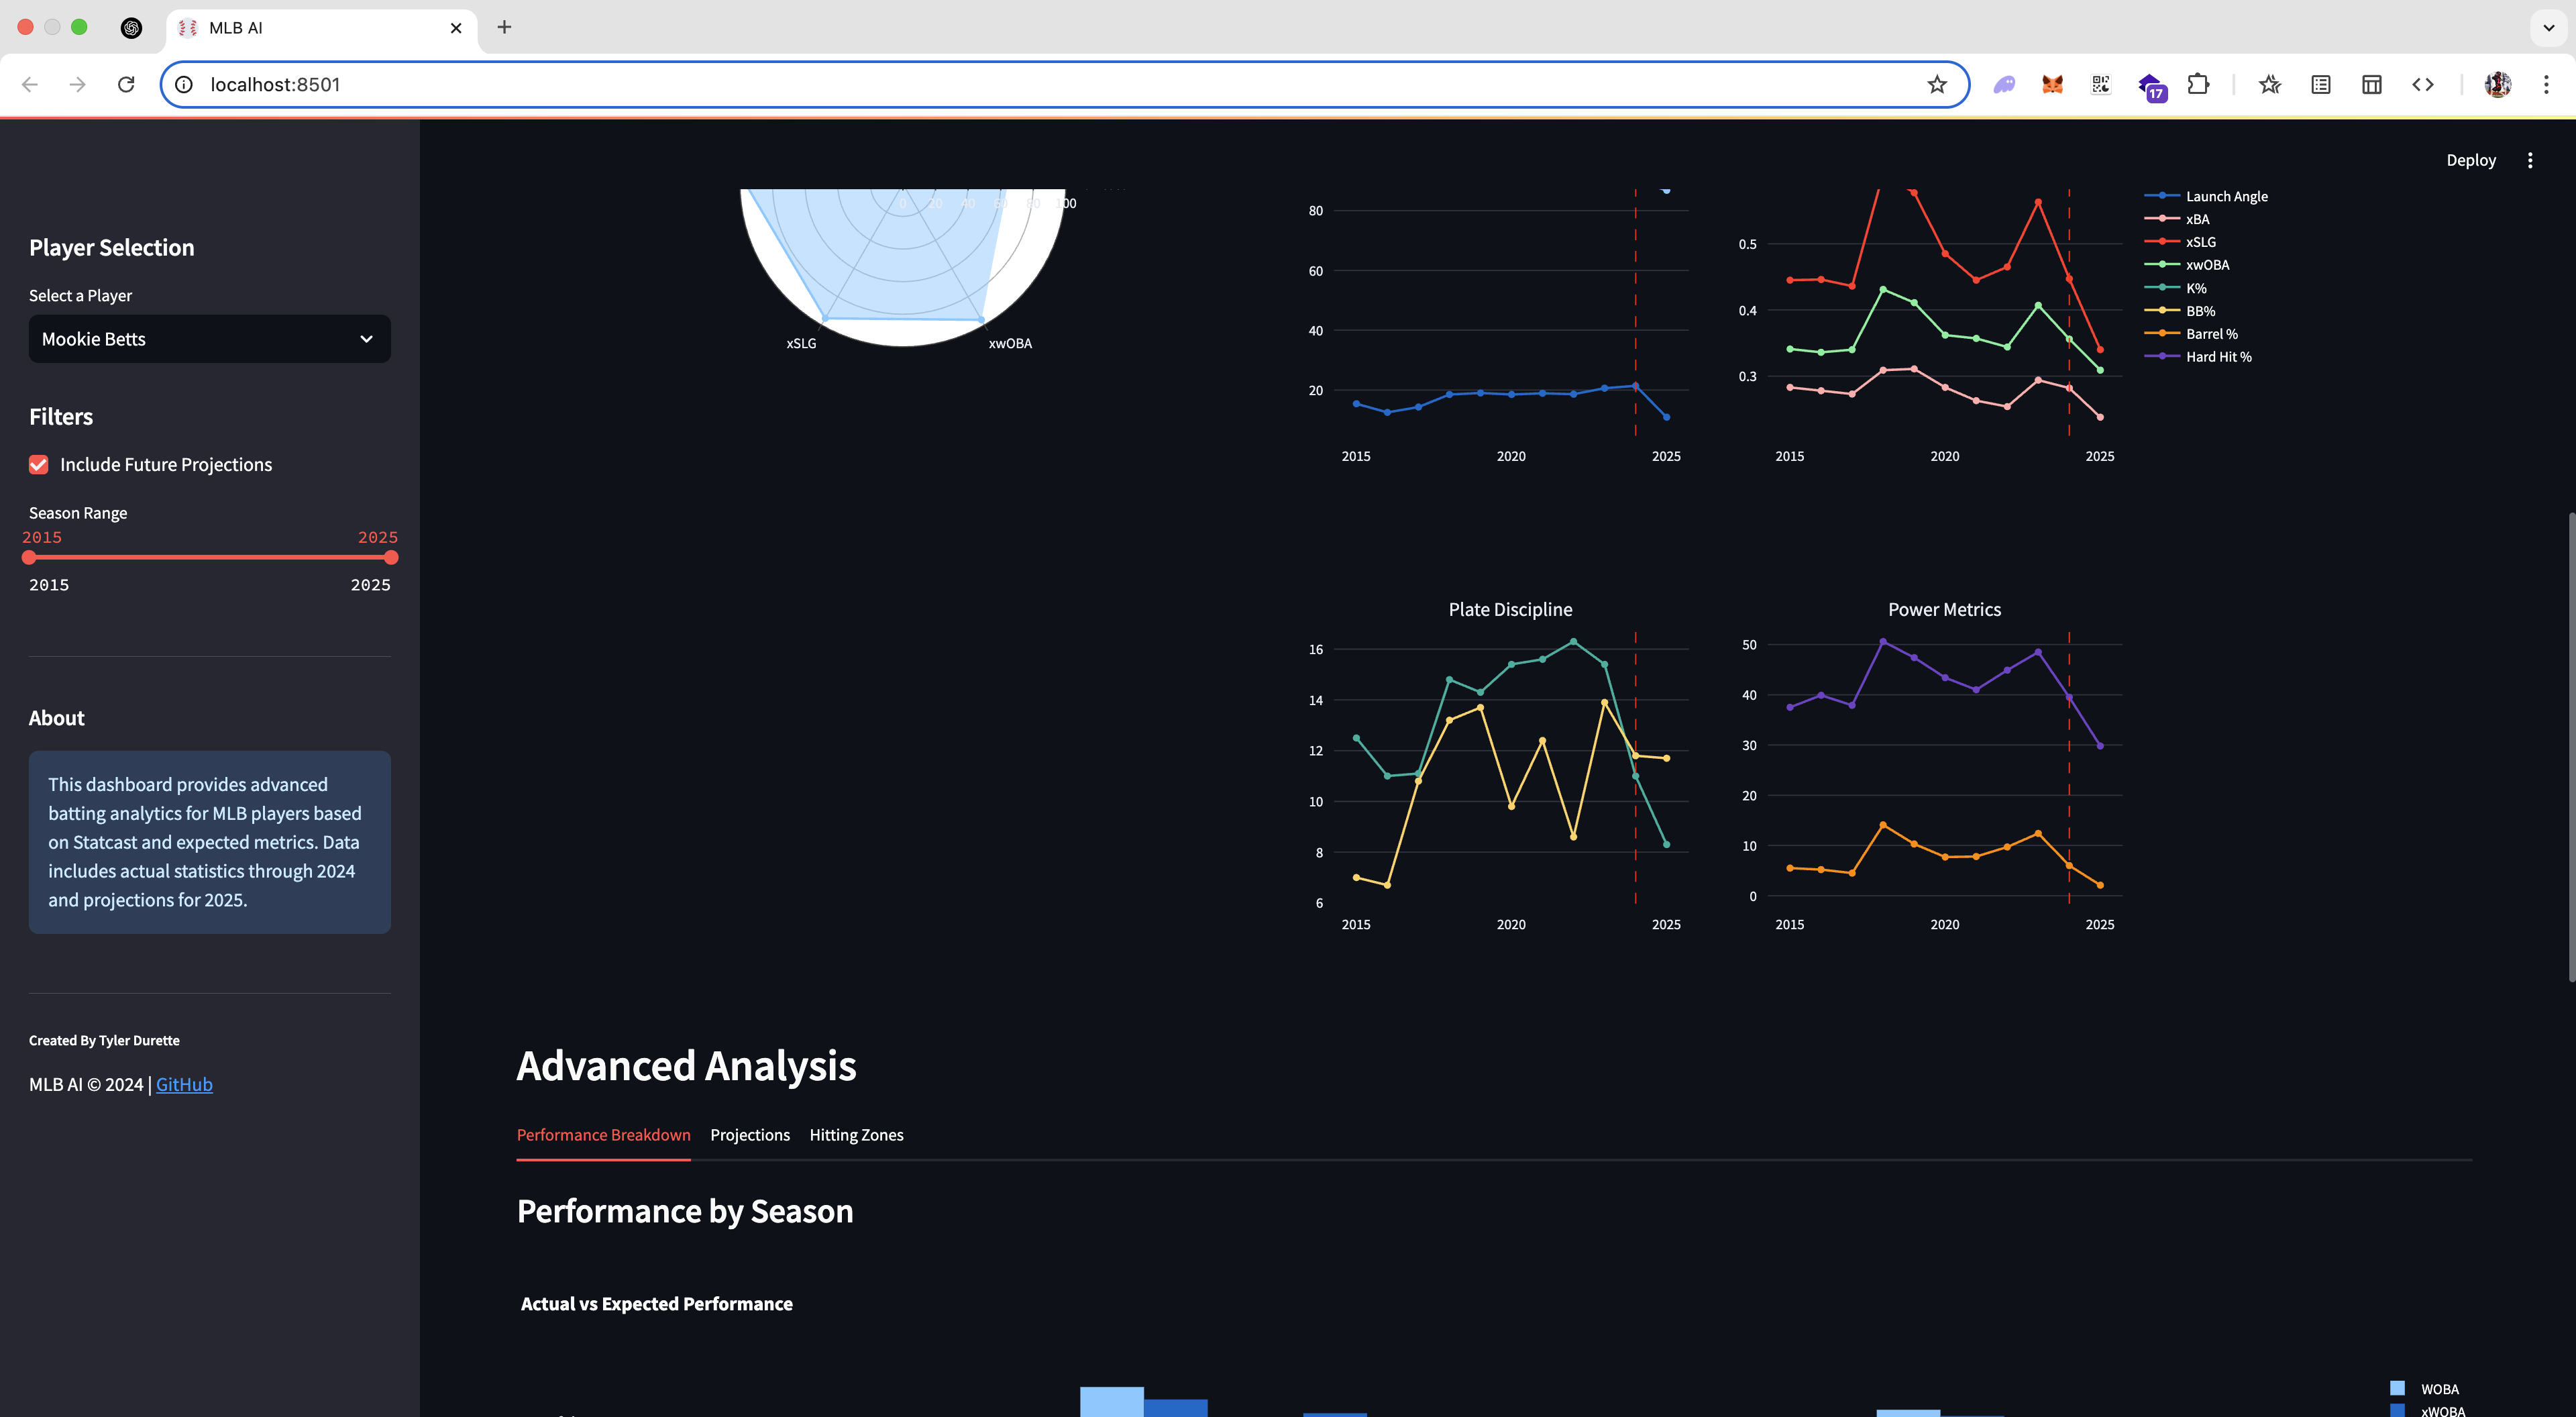 MLB AI
localhost:8501
17
Deploy
Player Selection
Select a Player
Mookie Betts
Filters
Include Future Projections
Season Range
2015 2025
2015 2025
About
This dashboard provides advanced
batting analytics for MLB players based
on Statcast and expected metrics. Data
includes actual statistics through 2024
and projections for 2025.
Created By Tyler Durette
MLB AI © 2024 | GitHub
0 20 40 60 80 100
xSLG xwOBA
80
60
40
20
2015 2020 2025
0.5
0.4
0.3
2015 2020 2025
Launch Angle
xBA
xSLG
xwOBA
K%
BB%
Barrel %
Hard Hit %
Plate Discipline
16
14
12
10
8
6
2015 2020 2025
Power Metrics
50
40
30
20
10
0
2015 2020 2025
Advanced Analysis
Performance Breakdown Projections Hitting Zones
Performance by Season
Actual vs Expected Performance
WOBA
xWOBA